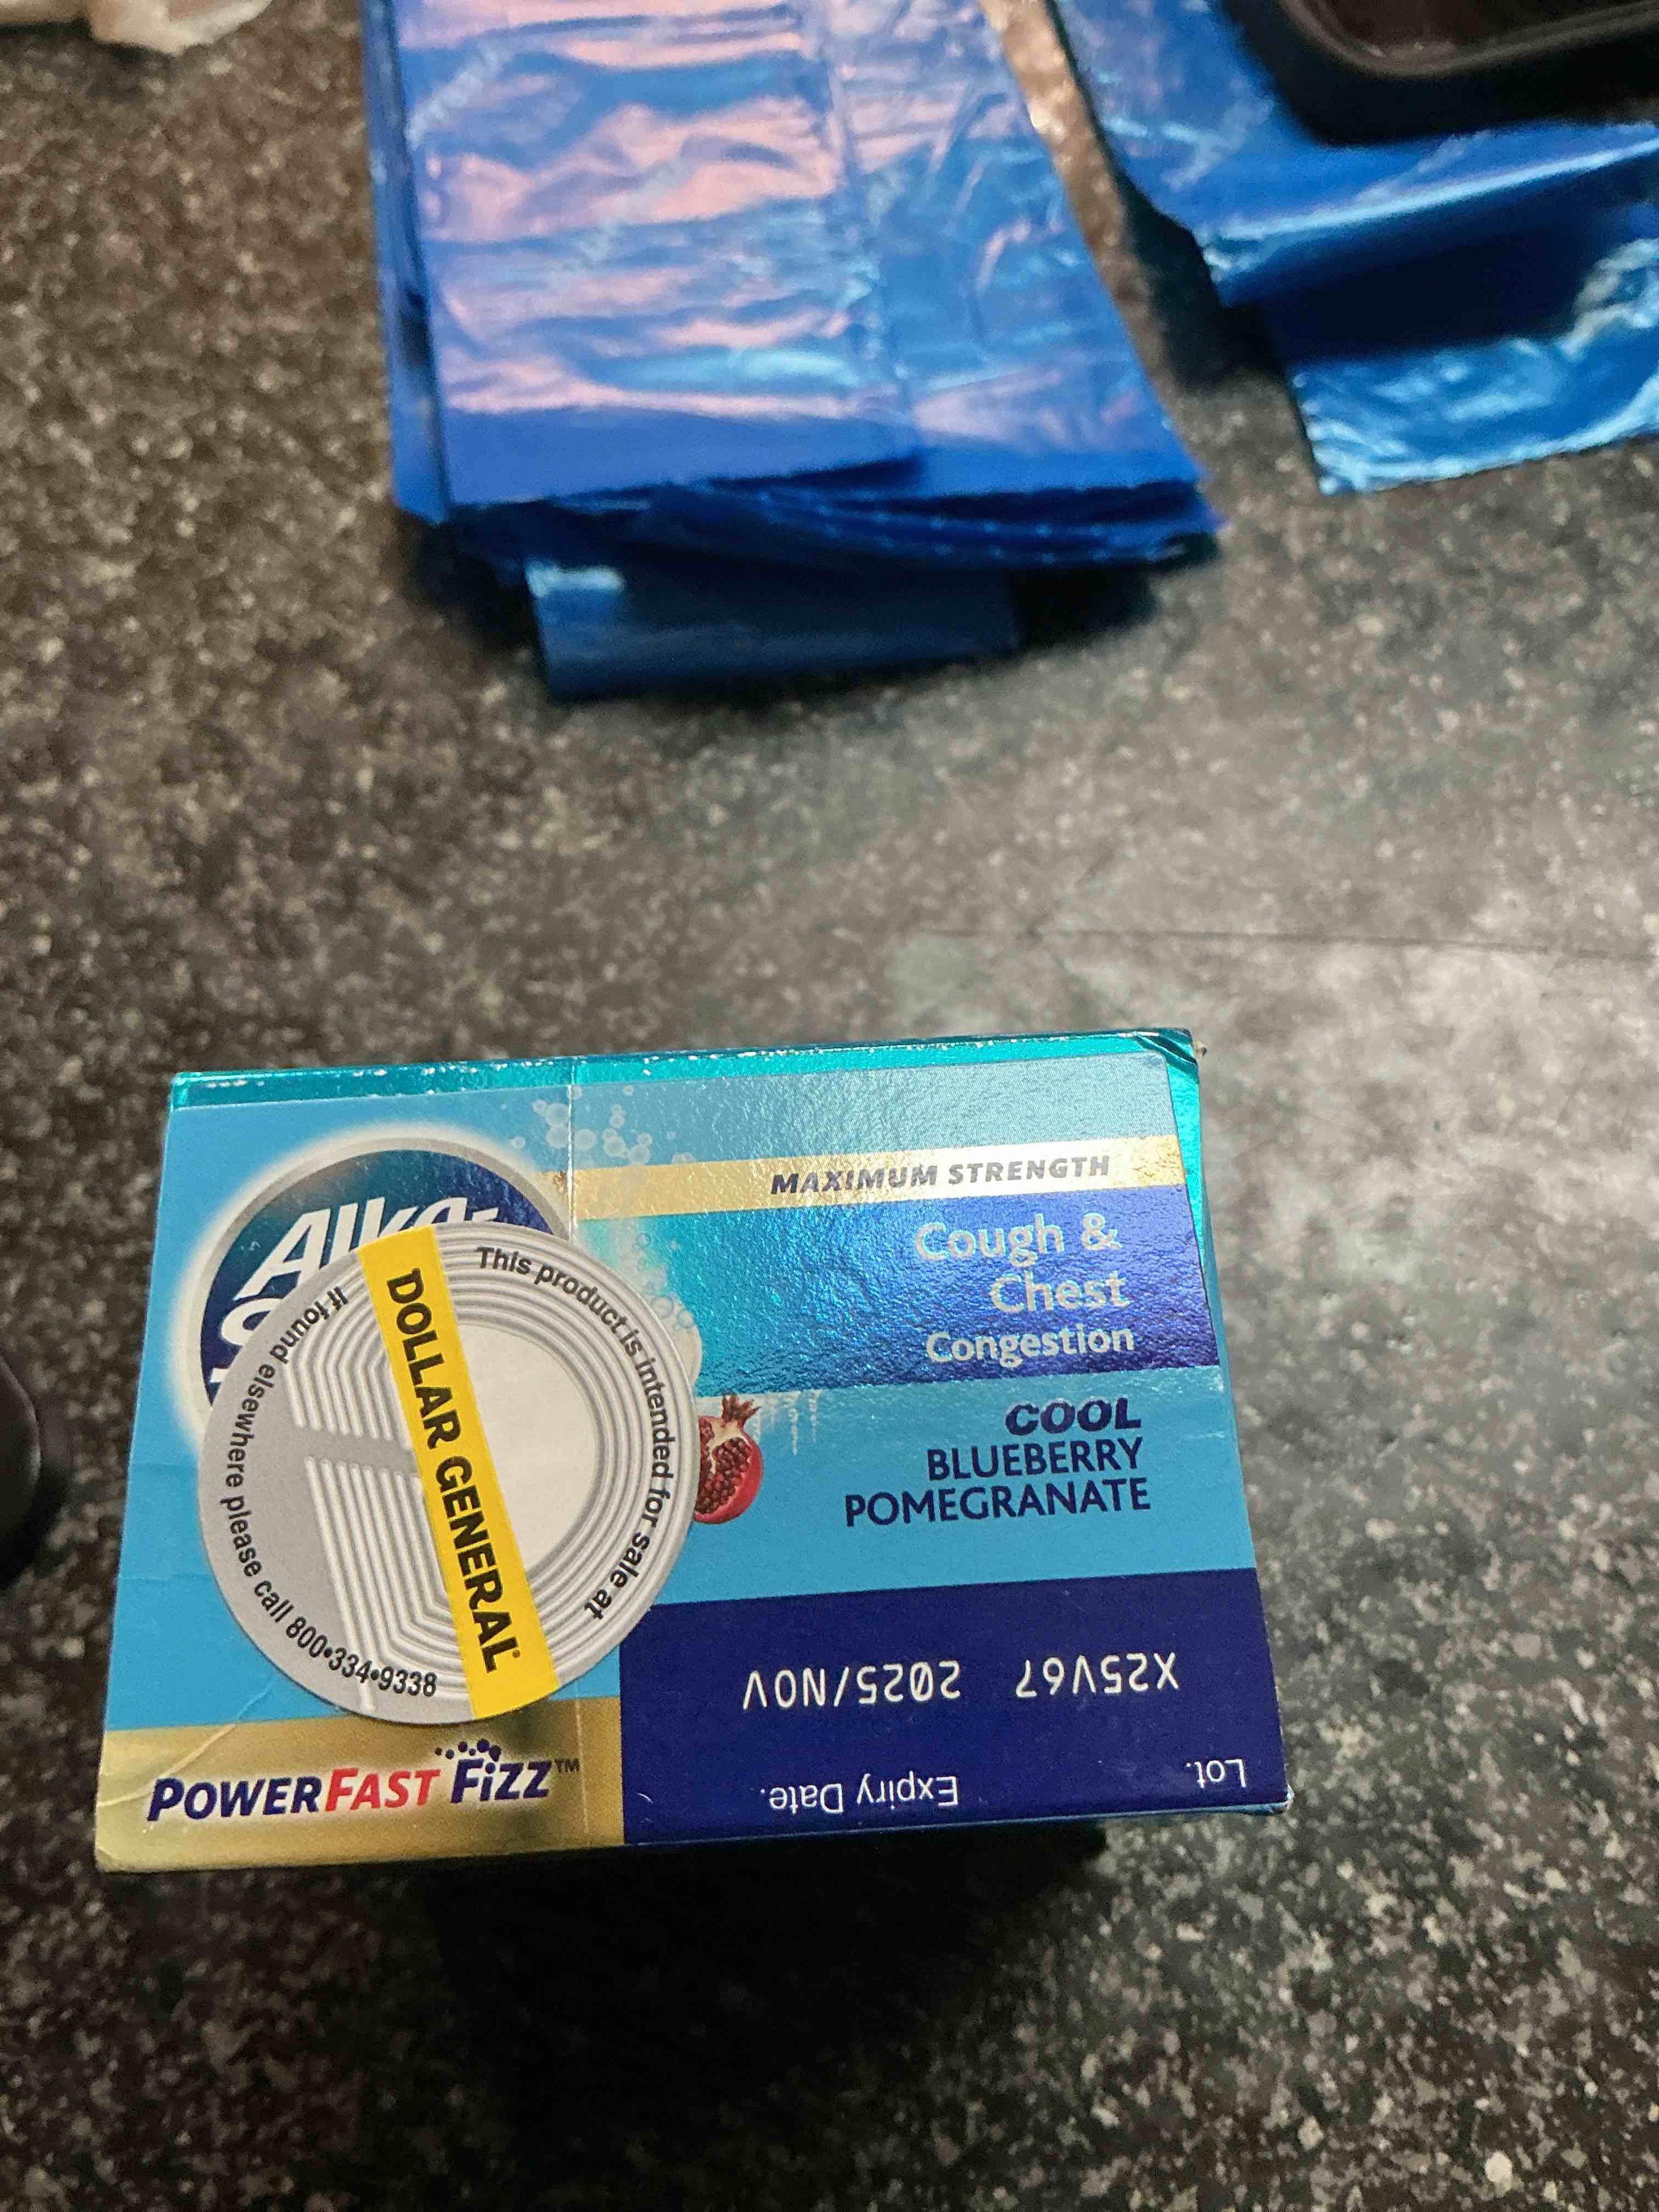 Alka-
This product is intended for sale at
DOLLAR GENERAL®
If found elsewhere please call 800•334•9338
MAXIMUM STRENGTH
Cough &
Chest
Congestion
COOL
BLUEBERRY
POMEGRANATE
POWERFAST FIZZ™
Lot. Expiry Date.
X25V67 2025/NOV